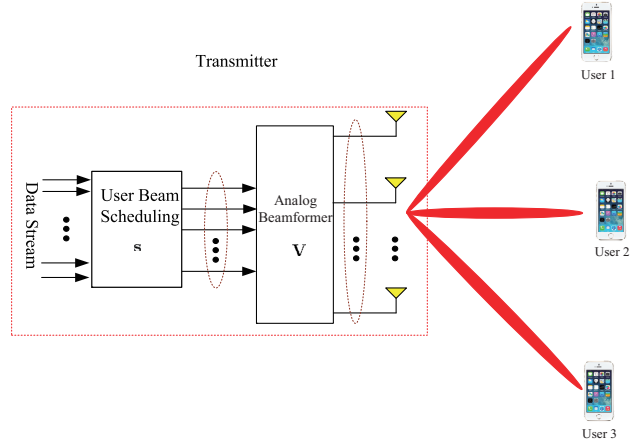 Transmitter
User 1
Data Stream
User Beam
Scheduling
s
Analog
Beamformer
V
User 2
User 3